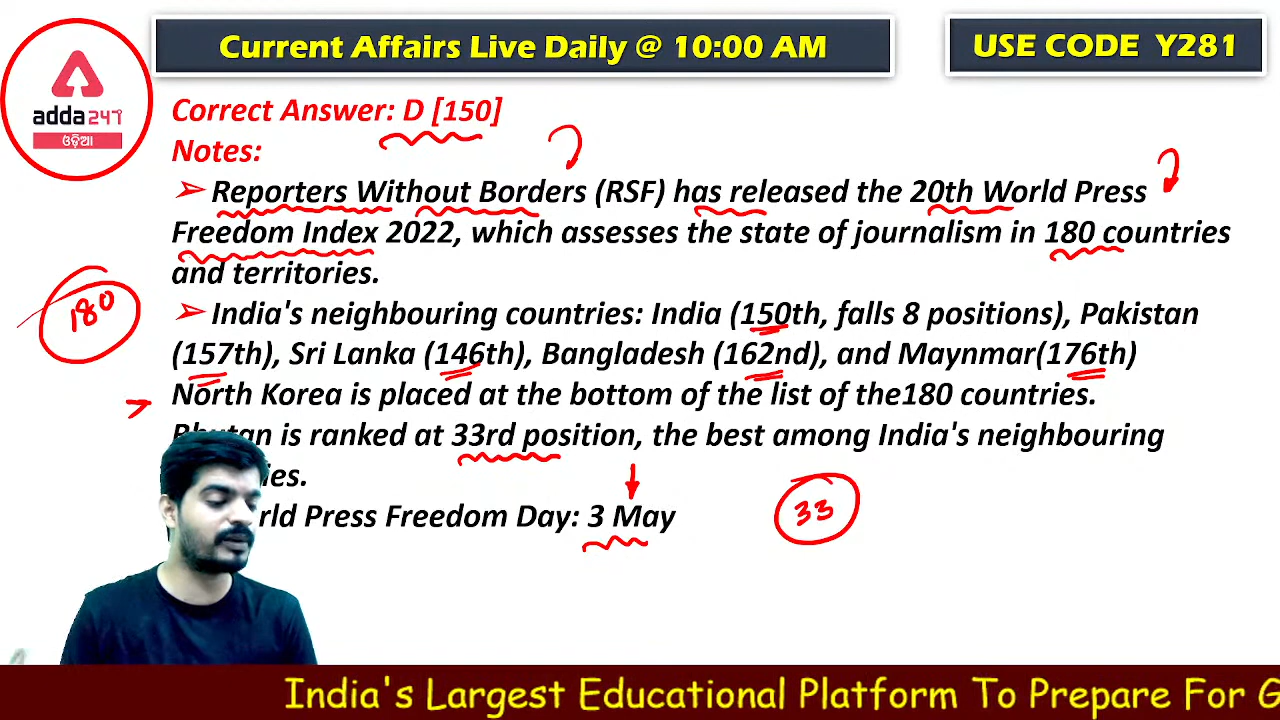 Current Affairs Live Daily @ 10:00 AM
USE CODE Y281
adda247
ଓଡ଼ିଆ
Correct Answer: D [150]
Notes:
➢ Reporters Without Borders (RSF) has released the 20th World Press
Freedom Index 2022, which assesses the state of journalism in 180 countries
and territories.
180
➢ India's neighbouring countries: India (150th, falls 8 positions), Pakistan
(157th), Sri Lanka (146th), Bangladesh (162nd), and Maynmar(176th)
North Korea is placed at the bottom of the list of the180 countries.
Bhutan is ranked at 33rd position, the best among India's neighbouring
ies.
rld Press Freedom Day: 3 May
33
India's Largest Educational Platform To Prepare For G